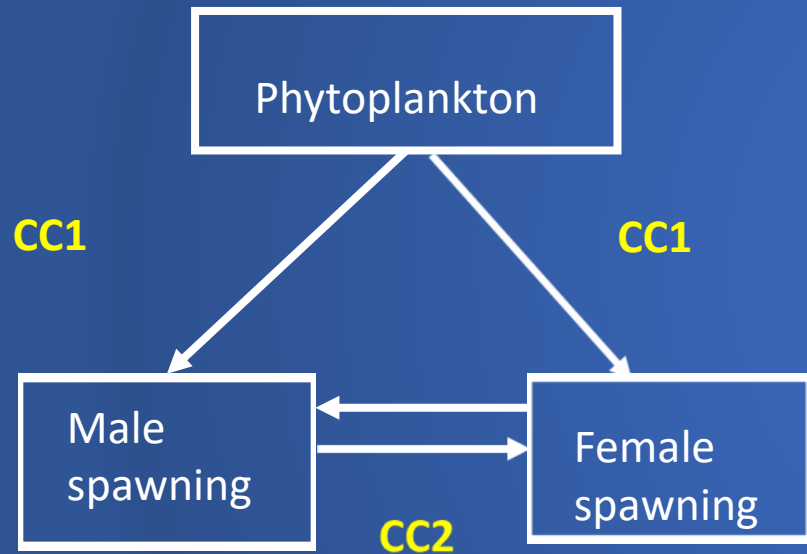 Phytoplankton
CC1
CC1
Male
spawning
Female
spawning
CC2